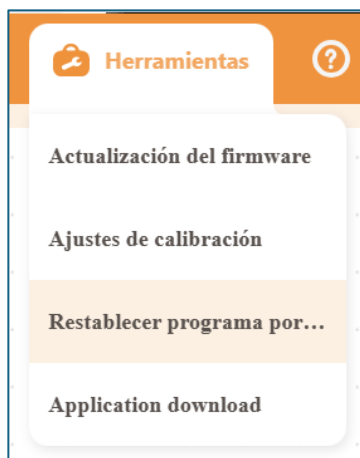 Herramientas
Actualización del firmware
Ajustes de calibración
Restablecer programa por...
Application download